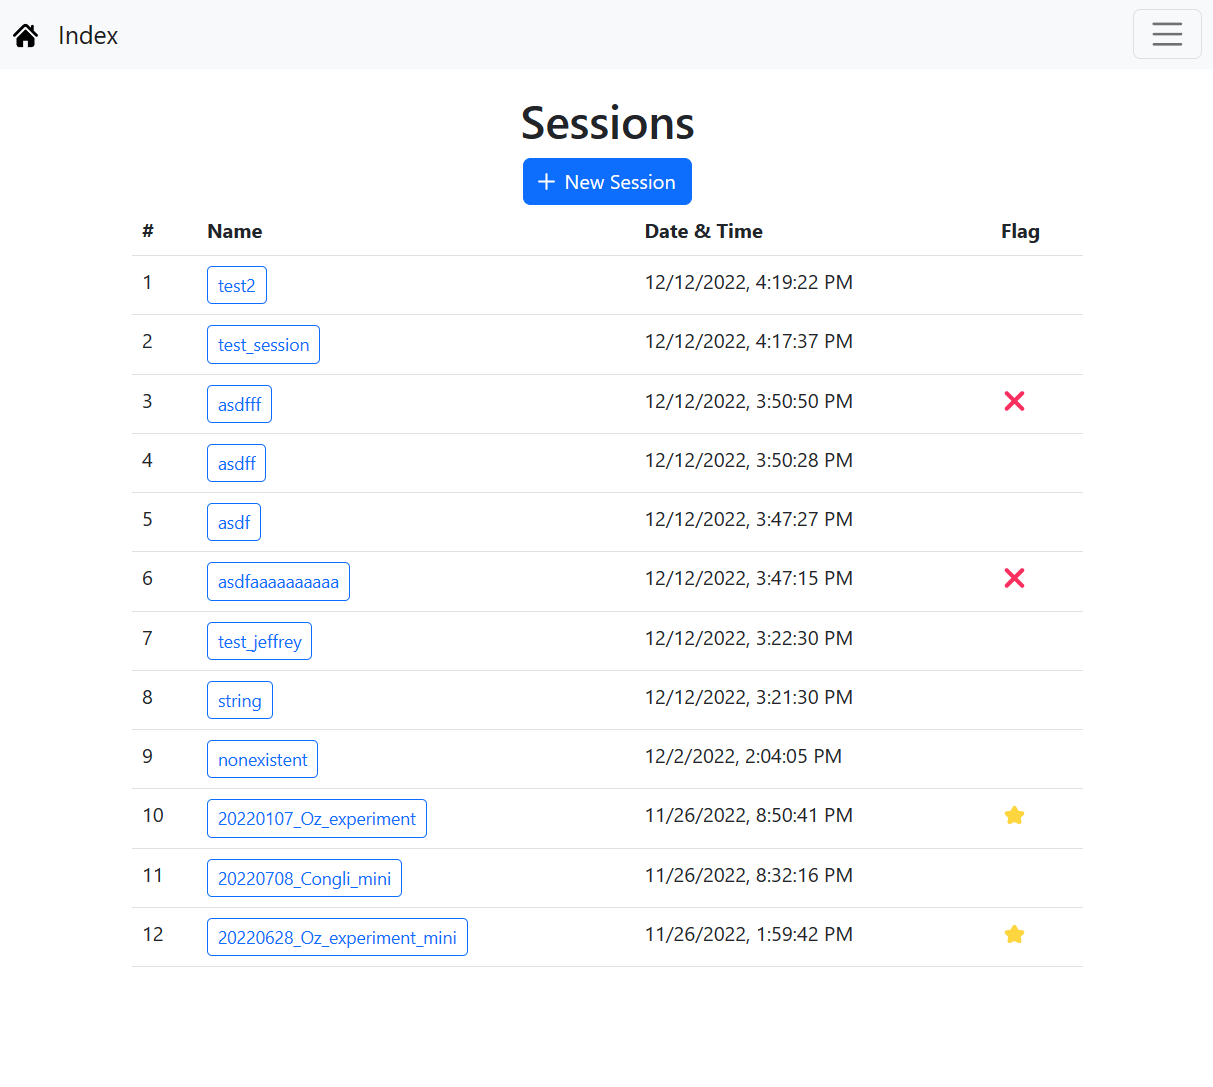 Index
Sessions
+ New Session
# Name Date & Time Flag
1 test2 12/12/2022, 4:19:22 PM
2 test_session 12/12/2022, 4:17:37 PM
3 asdfff 12/12/2022, 3:50:50 PM
4 asdff 12/12/2022, 3:50:28 PM
5 asdf 12/12/2022, 3:47:27 PM
6 asdfaaaaaaaaaa 12/12/2022, 3:47:15 PM
7 test_jeffrey 12/12/2022, 3:22:30 PM
8 string 12/12/2022, 3:21:30 PM
9 nonexistent 12/2/2022, 2:04:05 PM
10 20220107_Oz_experiment 11/26/2022, 8:50:41 PM
11 20220708_Congli_mini 11/26/2022, 8:32:16 PM
12 20220628_Oz_experiment_mini 11/26/2022, 1:59:42 PM